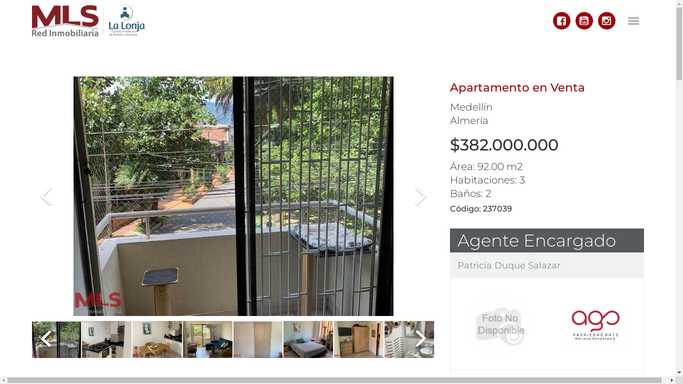 MLS
Red Inmobiliaria
La Lonja
Apartamento en Venta
Medellín
Almería
$382.000.000
Área: 92.00 m2
Habitaciones: 3
Baños: 2
Código: 237039
Agente Encargado
Patricia Duque Salazar
MLS
Foto No
Disponible
ago